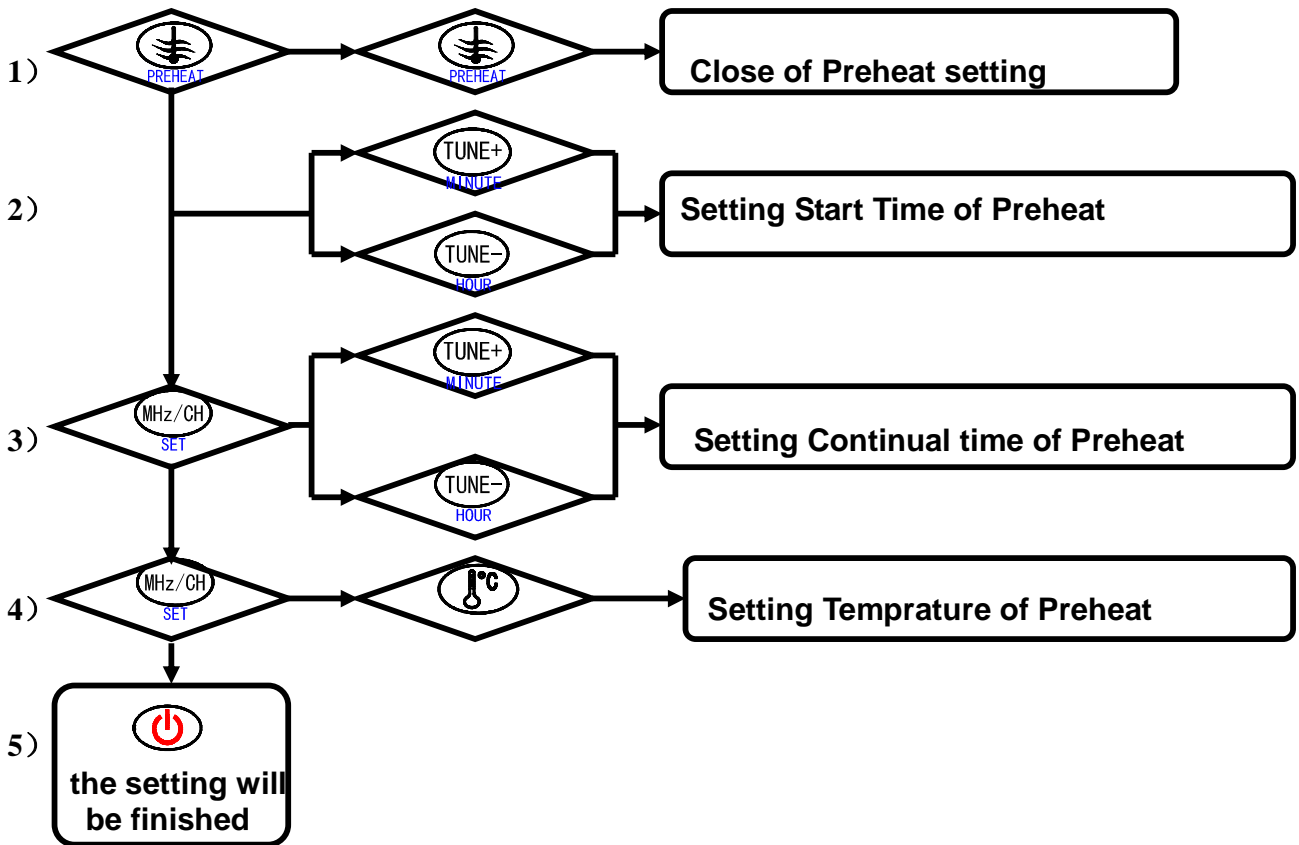 1）
PREHEAT
PREHEAT
Close of Preheat setting
2）
TUNE+
MINUTE
TUNE-
HOUR
Setting Start Time of Preheat
3）
MHz/CH
SET
TUNE+
MINUTE
TUNE-
HOUR
Setting Continual time of Preheat
4）
MHz/CH
SET
°C
Setting Temprature of Preheat
5）
the setting will
be finished